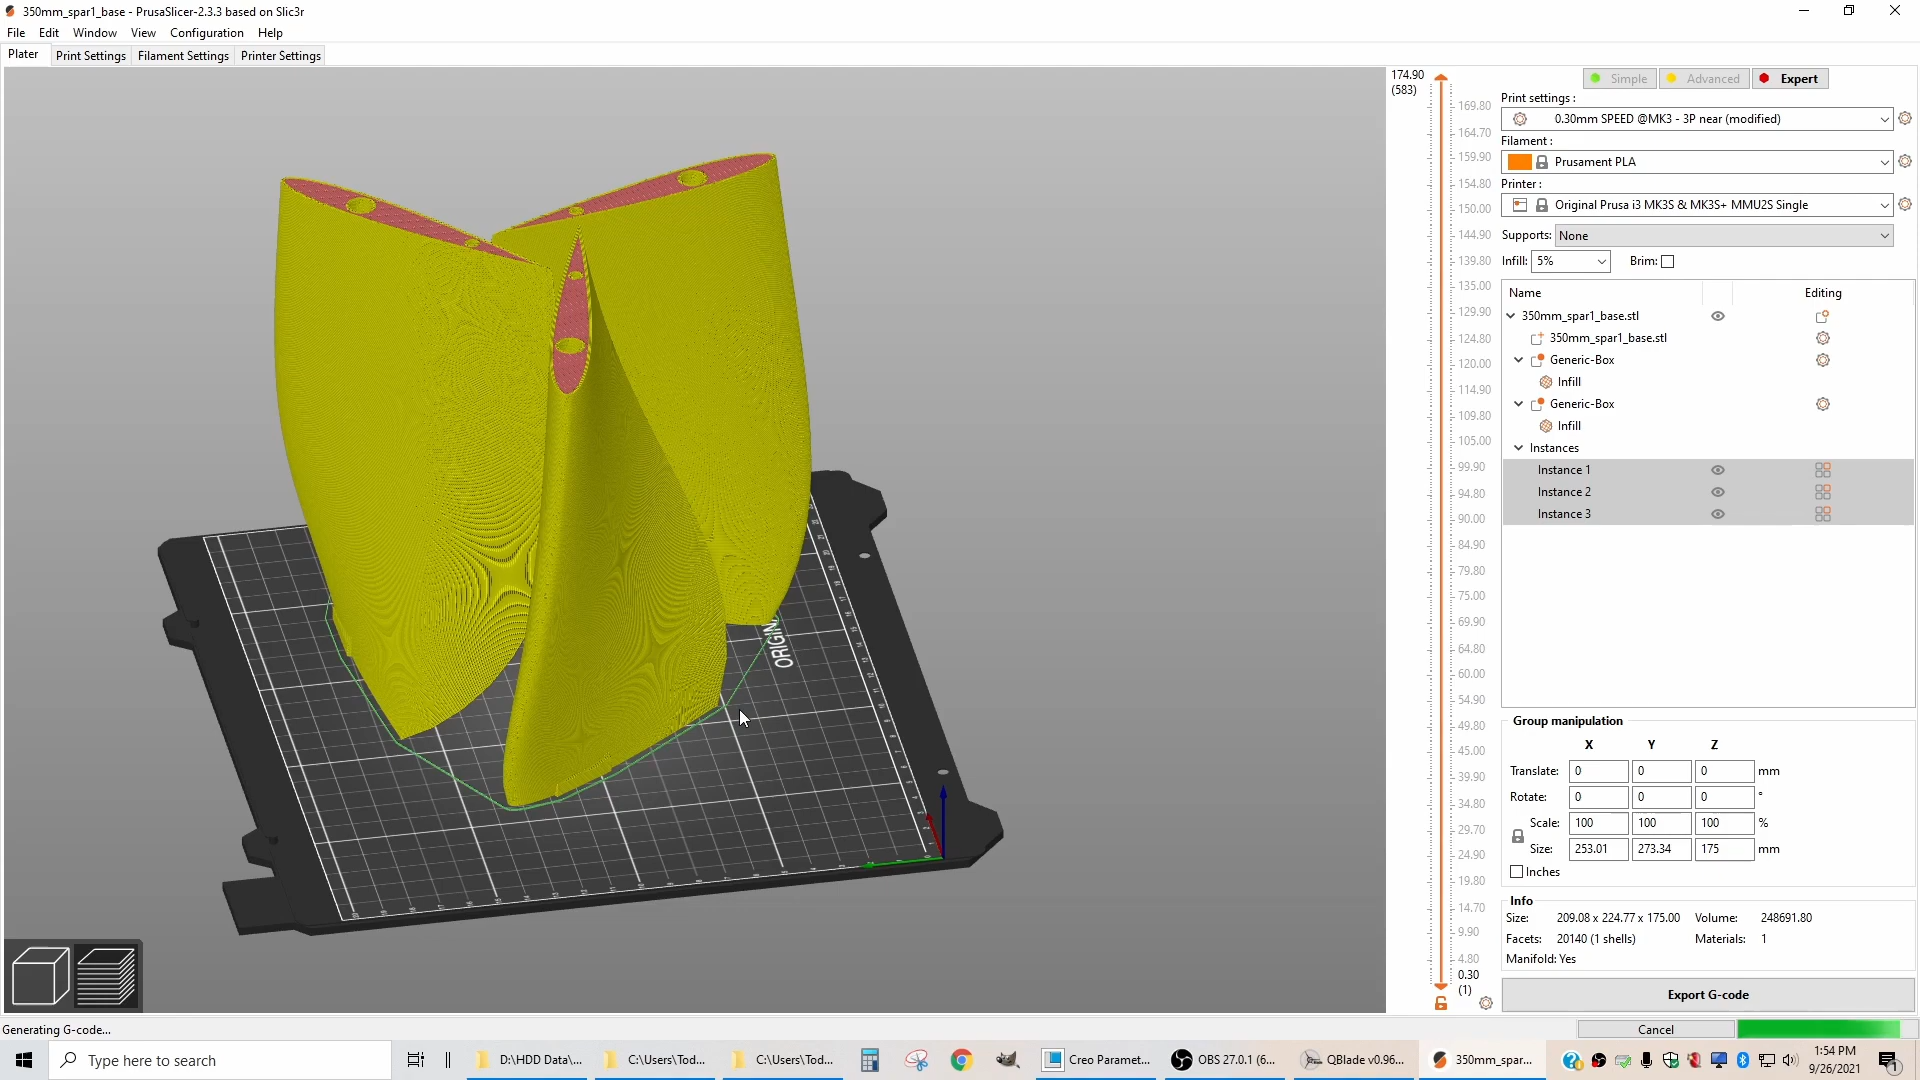 350mm_spar1_base - PrusaSlicer-2.3.3 based on Slic3r
File Edit Window View Configuration Help
Plater Print Settings Filament Settings Printer Settings
174.90
(583)
169.80
164.70
159.90
154.80
150.00
144.90
139.80
135.00
129.90
124.80
120.00
114.90
109.80
105.00
99.90
94.80
90.00
84.90
79.80
75.00
69.90
64.80
60.00
54.90
49.80
45.00
39.90
34.80
29.70
24.90
19.80
14.70
9.90
4.80
0.30
(1)
ORIGIN
Simple Advanced Expert
Print settings :
0.30mm SPEED @MK3 - 3P near (modified)
Filament :
Prusament PLA
Printer :
Original Prusa i3 MK3S & MK3S+ MMU2S Single
Supports: None
Infill: 5% Brim:
Name Editing
350mm_spar1_base.stl
350mm_spar1_base.stl
Generic-Box
Infill
Generic-Box
Infill
Instances
Instance 1
Instance 2
Instance 3
Group manipulation
X Y Z
Translate: 0 0 0 mm
Rotate: 0 0 0 °
Scale: 100 100 100 %
Size: 253.01 273.34 175 mm
Inches
Info
Size: 209.08 x 224.77 x 175.00 Volume: 248691.80
Facets: 20140 (1 shells) Materials: 1
Manifold: Yes
Export G-code
Generating G-code...
Cancel
Type here to search
D:\HDD Data\...
C:\Users\Tod...
C:\Users\Tod...
Creo Paramet...
OBS 27.0.1 (6...
QBlade v0.96...
350mm_spar...
1:54 PM
9/26/2021
1